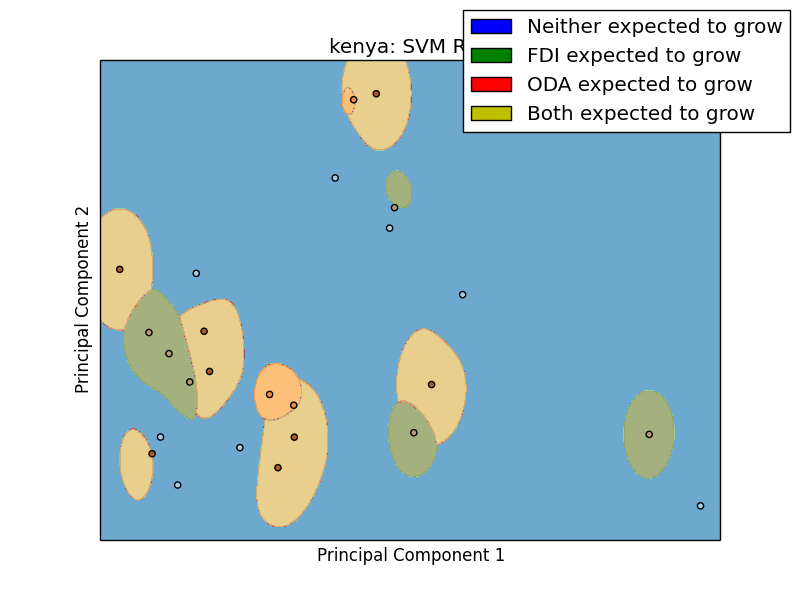 kenya: SVM R
Neither expected to grow
FDI expected to grow
ODA expected to grow
Both expected to grow
Principal Component 2
Principal Component 1